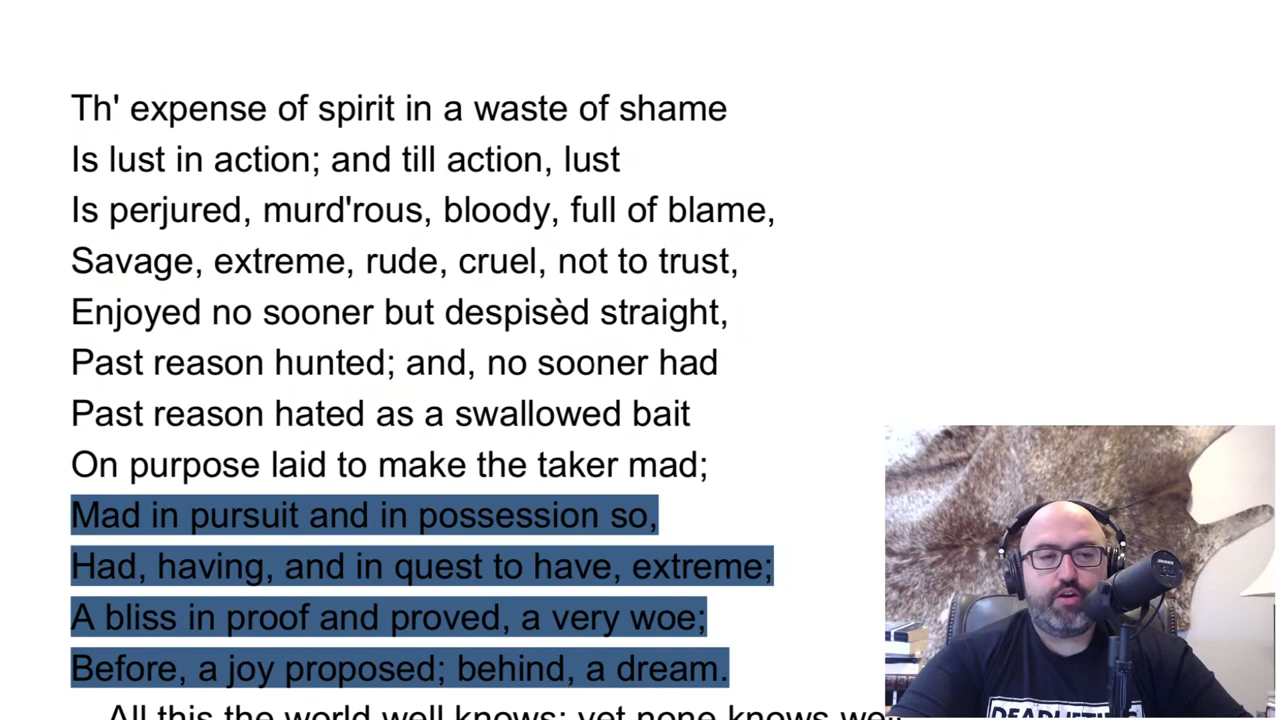 Th' expense of spirit in a waste of shame
Is lust in action; and till action, lust
Is perjured, murd'rous, bloody, full of blame,
Savage, extreme, rude, cruel, not to trust,
Enjoyed no sooner but despisèd straight,
Past reason hunted; and, no sooner had
Past reason hated as a swallowed bait
On purpose laid to make the taker mad;
Mad in pursuit and in possession so,
Had, having, and in quest to have, extreme;
A bliss in proof and proved, a very woe;
Before, a joy proposed; behind, a dream.
All this the world well knows; yet none knows well